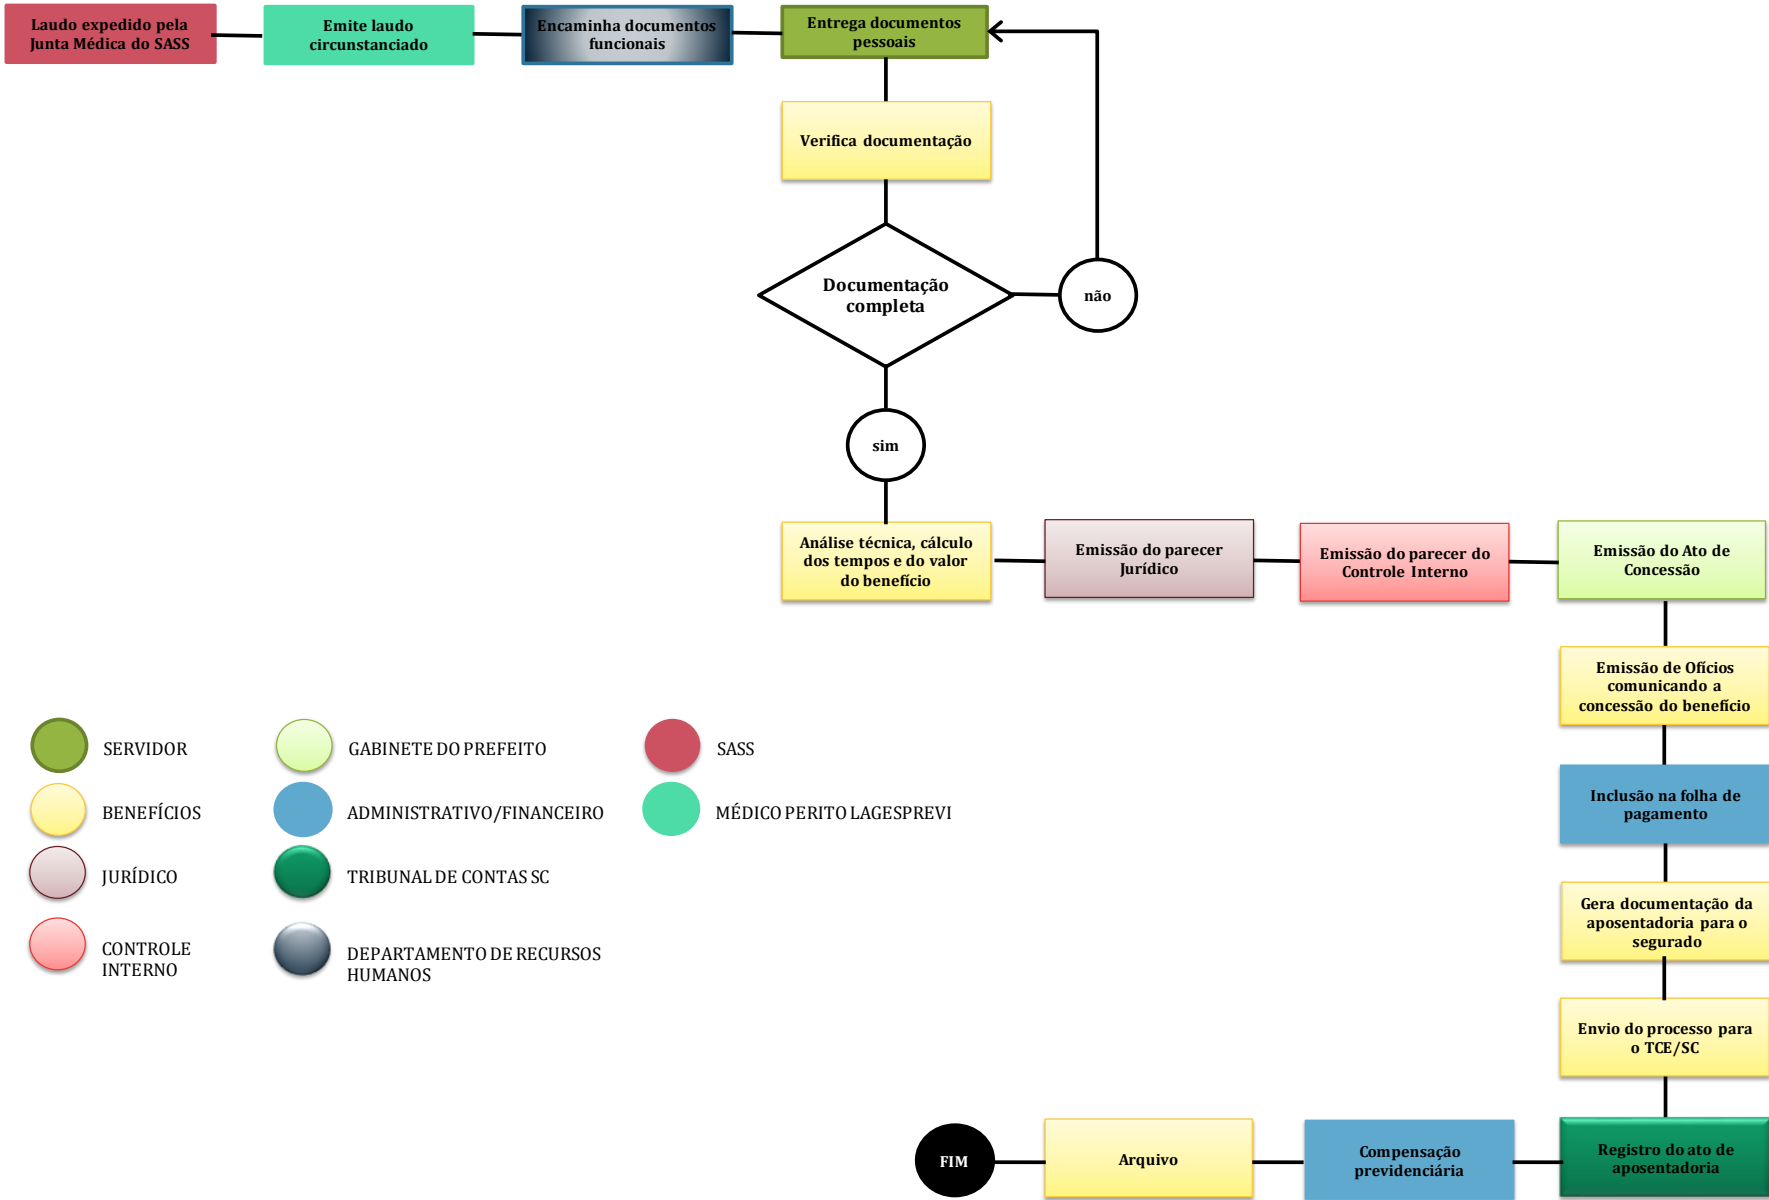 Laudo expedido pela
Junta Médica do SASS
Emite laudo
circunstanciado
Encaminha documentos
funcionais
Entrega documentos
pessoais
Verifica documentação
Documentação
completa
não
sim
Análise técnica, cálculo
dos tempos e do valor
do benefício
Emissão do parecer
Jurídico
Emissão do parecer do
Controle Interno
Emissão do Ato de
Concessão
Emissão de Ofícios
comunicando a
concessão do benefício
Inclusão na folha de
pagamento
Gera documentação da
aposentadoria para o
segurado
Envio do processo para
o TCE/SC
Registro do ato de
aposentadoria
Compensação
previdenciária
Arquivo
FIM
SERVIDOR
GABINETE DO PREFEITO
SASS
BENEFÍCIOS
ADMINISTRATIVO/FINANCEIRO
MÉDICO PERITO LAGESPREVI
JURÍDICO
TRIBUNAL DE CONTAS SC
CONTROLE
INTERNO
DEPARTAMENTO DE RECURSOS
HUMANOS